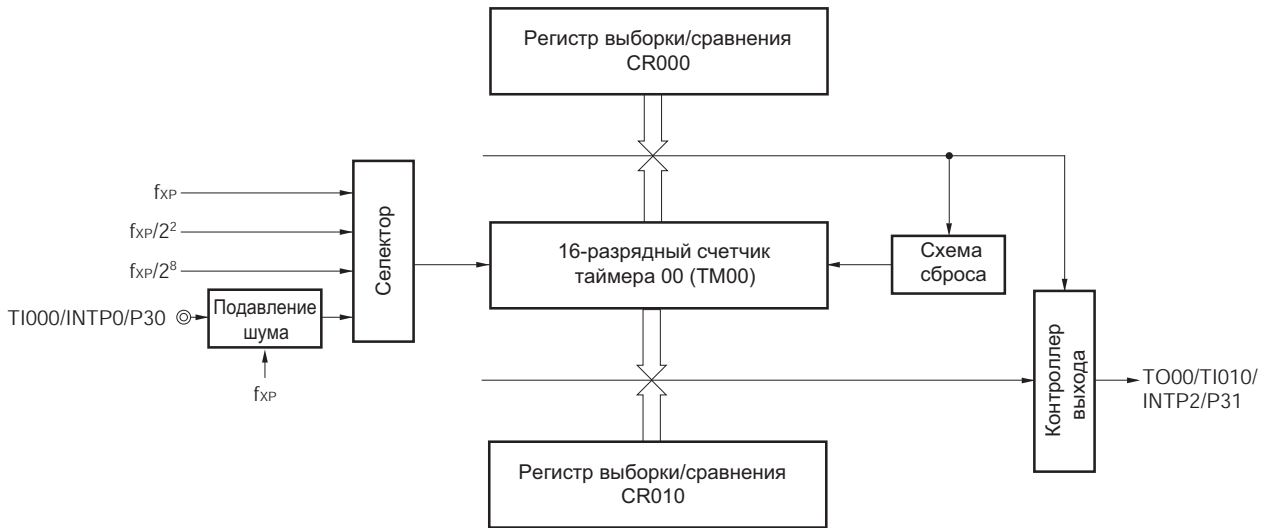 Регистр выборки/сравнения
CR000
fXP
fXP/2²
fXP/2⁸
TI000/INTP0/P30
Подавление
шума
fXP
Селектор
16-разрядный счетчик
таймера 00 (TM00)
Схема
сброса
Контроллер
выхода
TO00/TI010/
INTP2/P31
Регистр выборки/сравнения
CR010